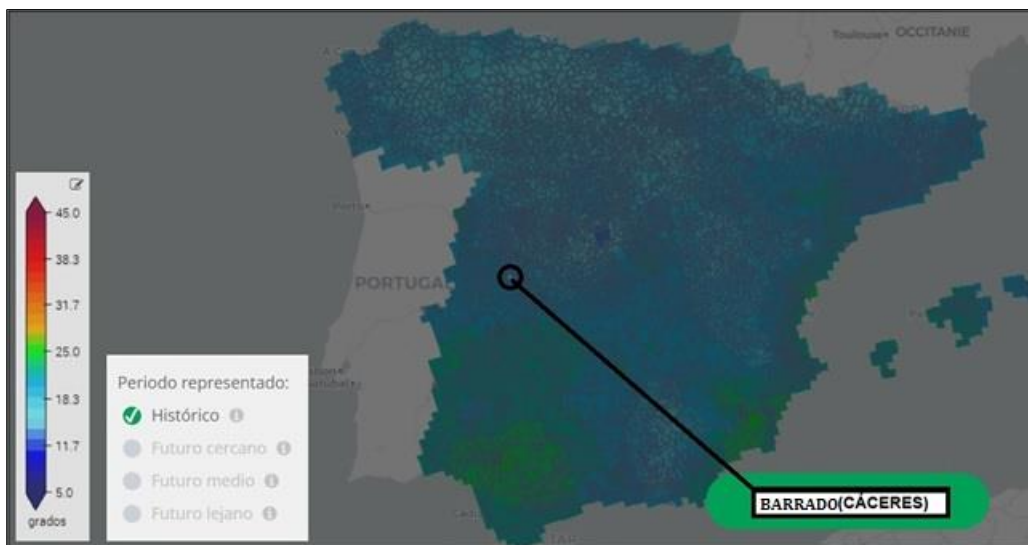 Toulouse OCCITANIE
PORTUGAL
45.0
38.3
31.7
25.0
18.3
11.7
5.0
grados
Periodo representado:
Histórico
Futuro cercano
Futuro medio
Futuro lejano
BARRADO(CÁCERES)